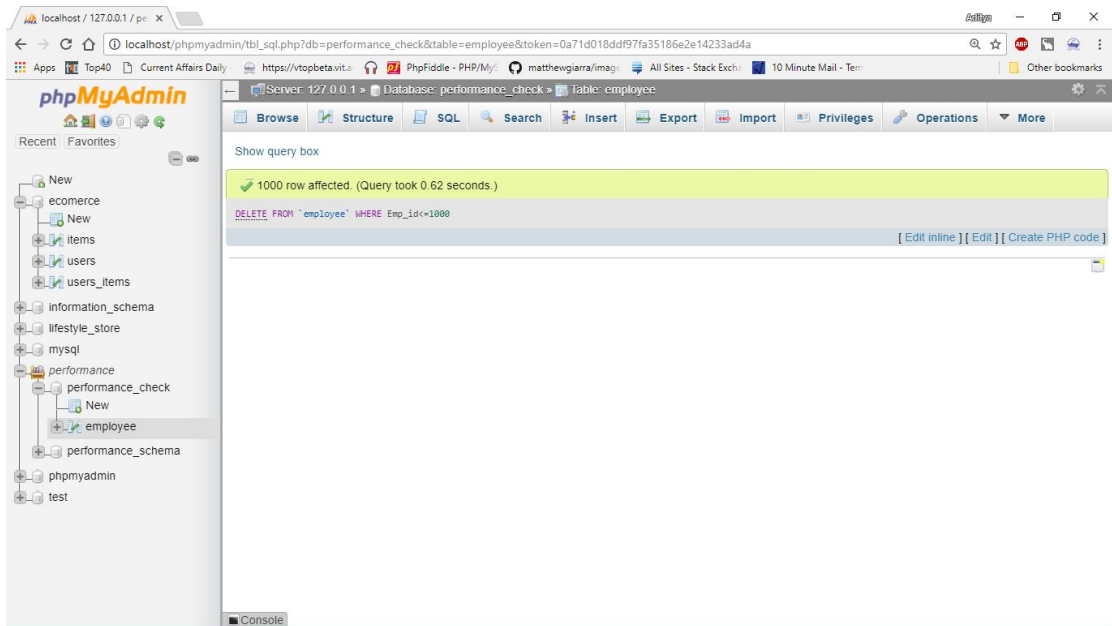 localhost / 127.0.0.1 / pe
Aditya
localhost/phpmyadmin/tbl_sql.php?db=performance_check&table=employee&token=0a71d018ddf97fa35186e2e14233ad4a
ABP
Apps Top40 Current Affairs Daily https://vtopbeta.vit.a PhpFiddle - PHP/MyS matthewgiarra/image All Sites - Stack Excha 10 Minute Mail - Tem Other bookmarks
phpMyAdmin
Recent Favorites
New
ecomerce
New
items
users
users_items
information_schema
lifestyle_store
mysql
performance
performance_check
New
employee
performance_schema
phpmyadmin
test
Server: 127.0.0.1 » Database: performance_check » Table: employee
Browse Structure SQL Search Insert Export Import Privileges Operations More
Show query box
1000 row affected. (Query took 0.62 seconds.)
DELETE FROM `employee` WHERE Emp_id<=1000
[ Edit inline ] [ Edit ] [ Create PHP code ]
Console